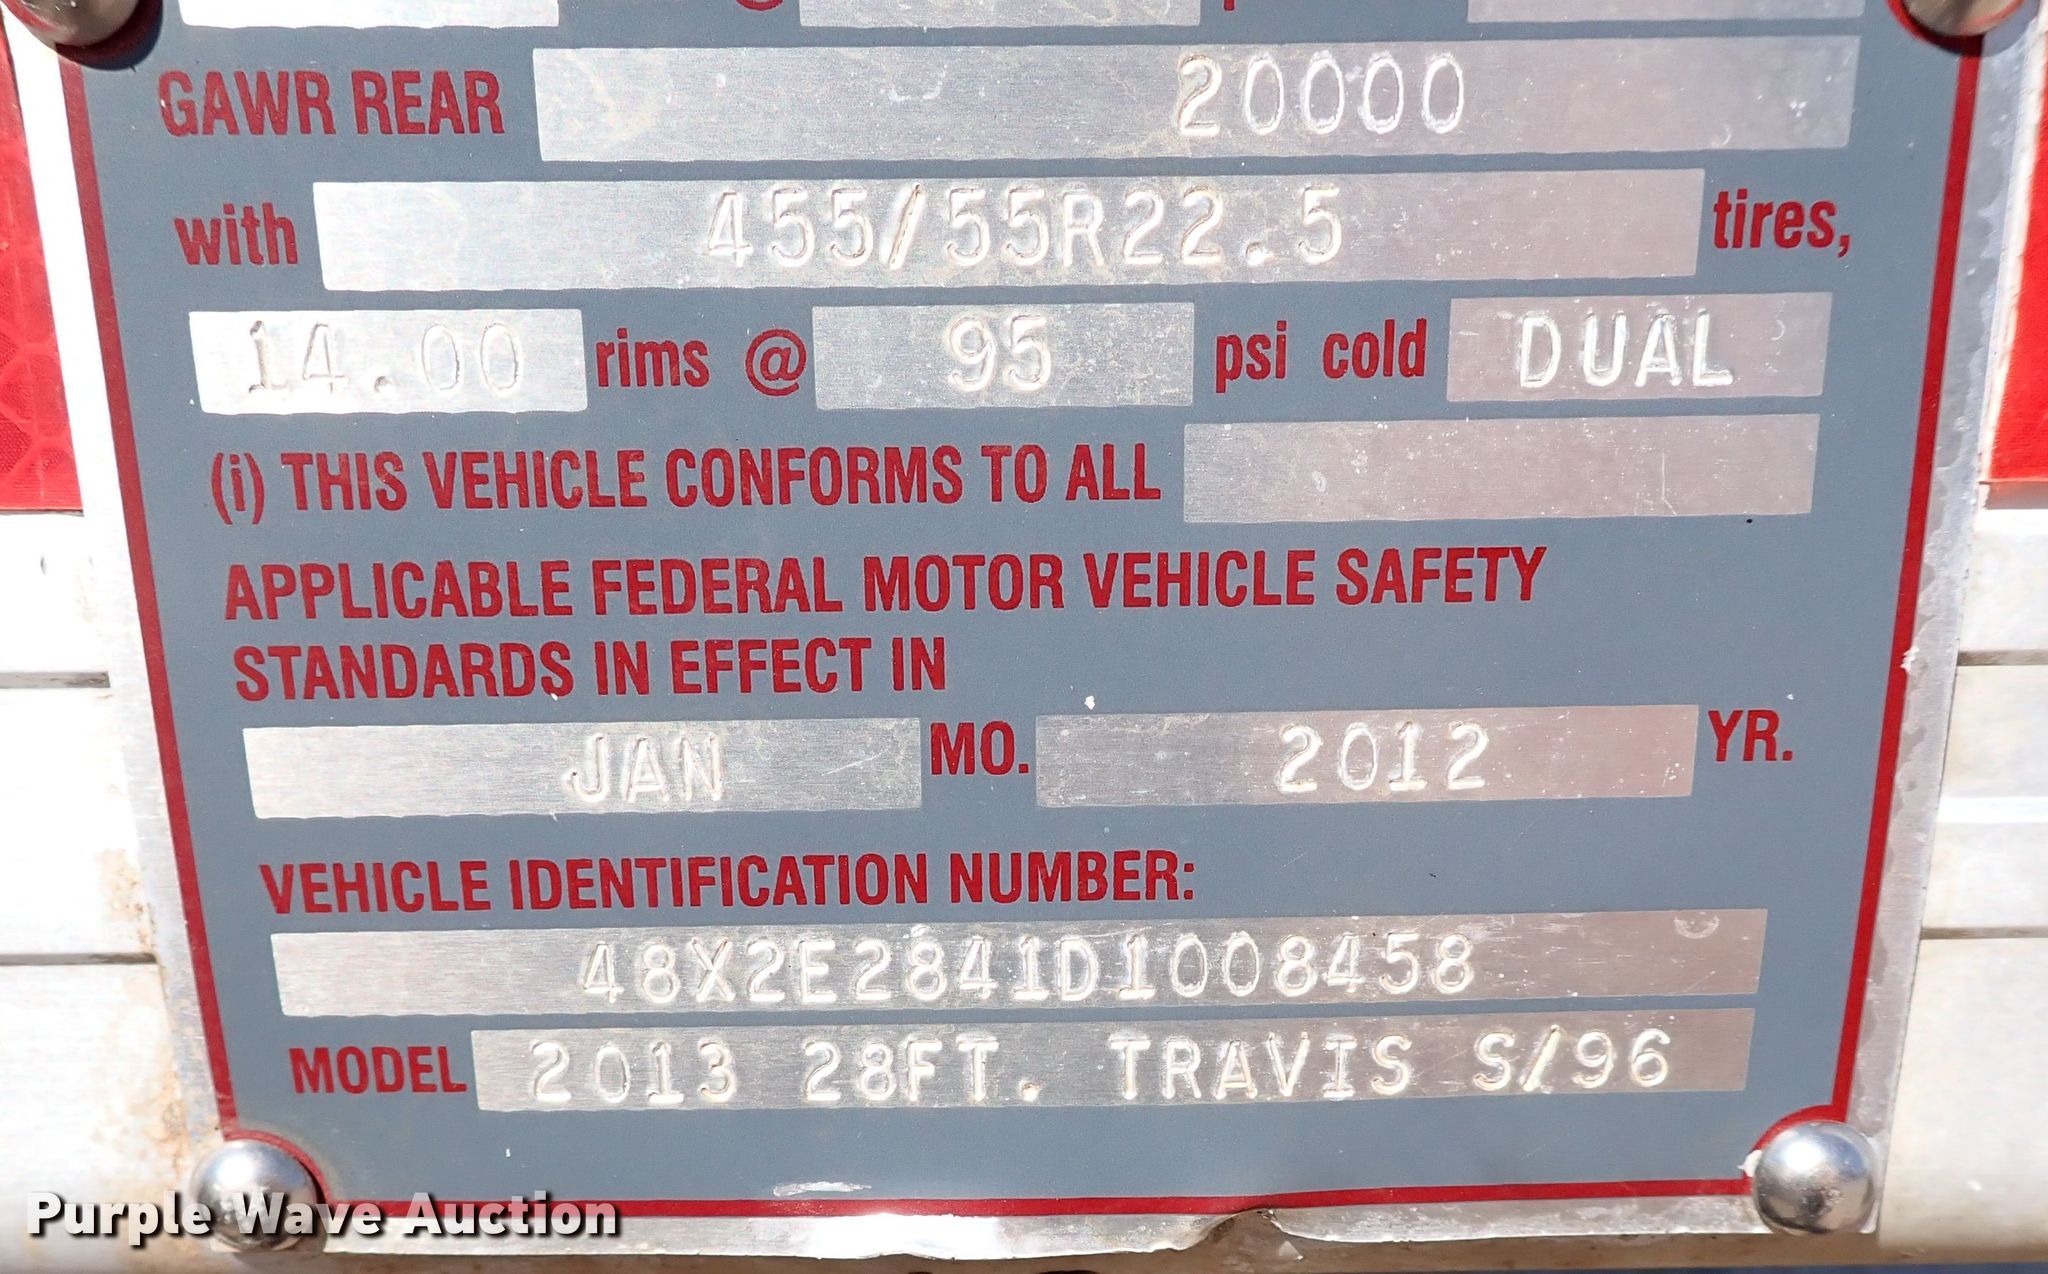 GAWR REAR 20000
with 455/55R22.5 tires,
14.00 rims @ 95 psi cold DUAL
(i) THIS VEHICLE CONFORMS TO ALL
APPLICABLE FEDERAL MOTOR VEHICLE SAFETY
STANDARDS IN EFFECT IN
JAN MO. 2012 YR.
VEHICLE IDENTIFICATION NUMBER:
48X2E2841D1008458
MODEL 2013 28FT. TRAVIS S/96
Purple Wave Auction